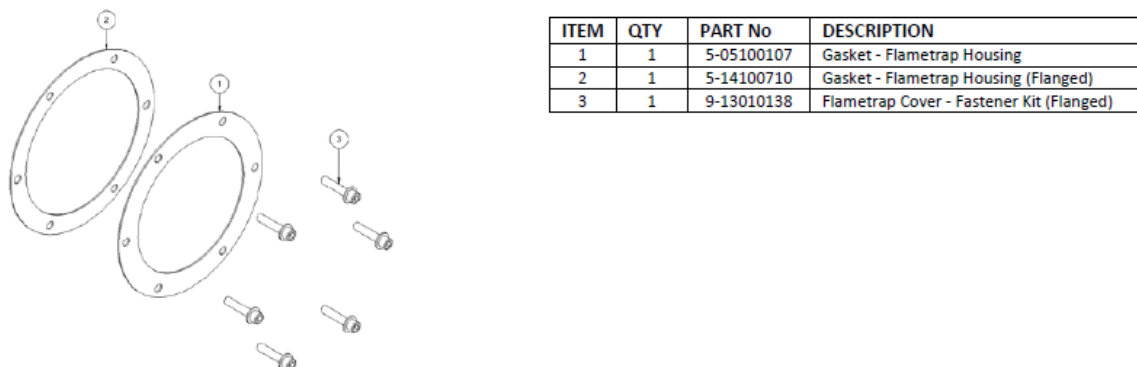 2
1
3
ITEM QTY PART No DESCRIPTION
1 1 5-05100107 Gasket - Flametrap Housing
2 1 5-14100710 Gasket - Flametrap Housing (Flanged)
3 1 9-13010138 Flametrap Cover - Fastener Kit (Flanged)